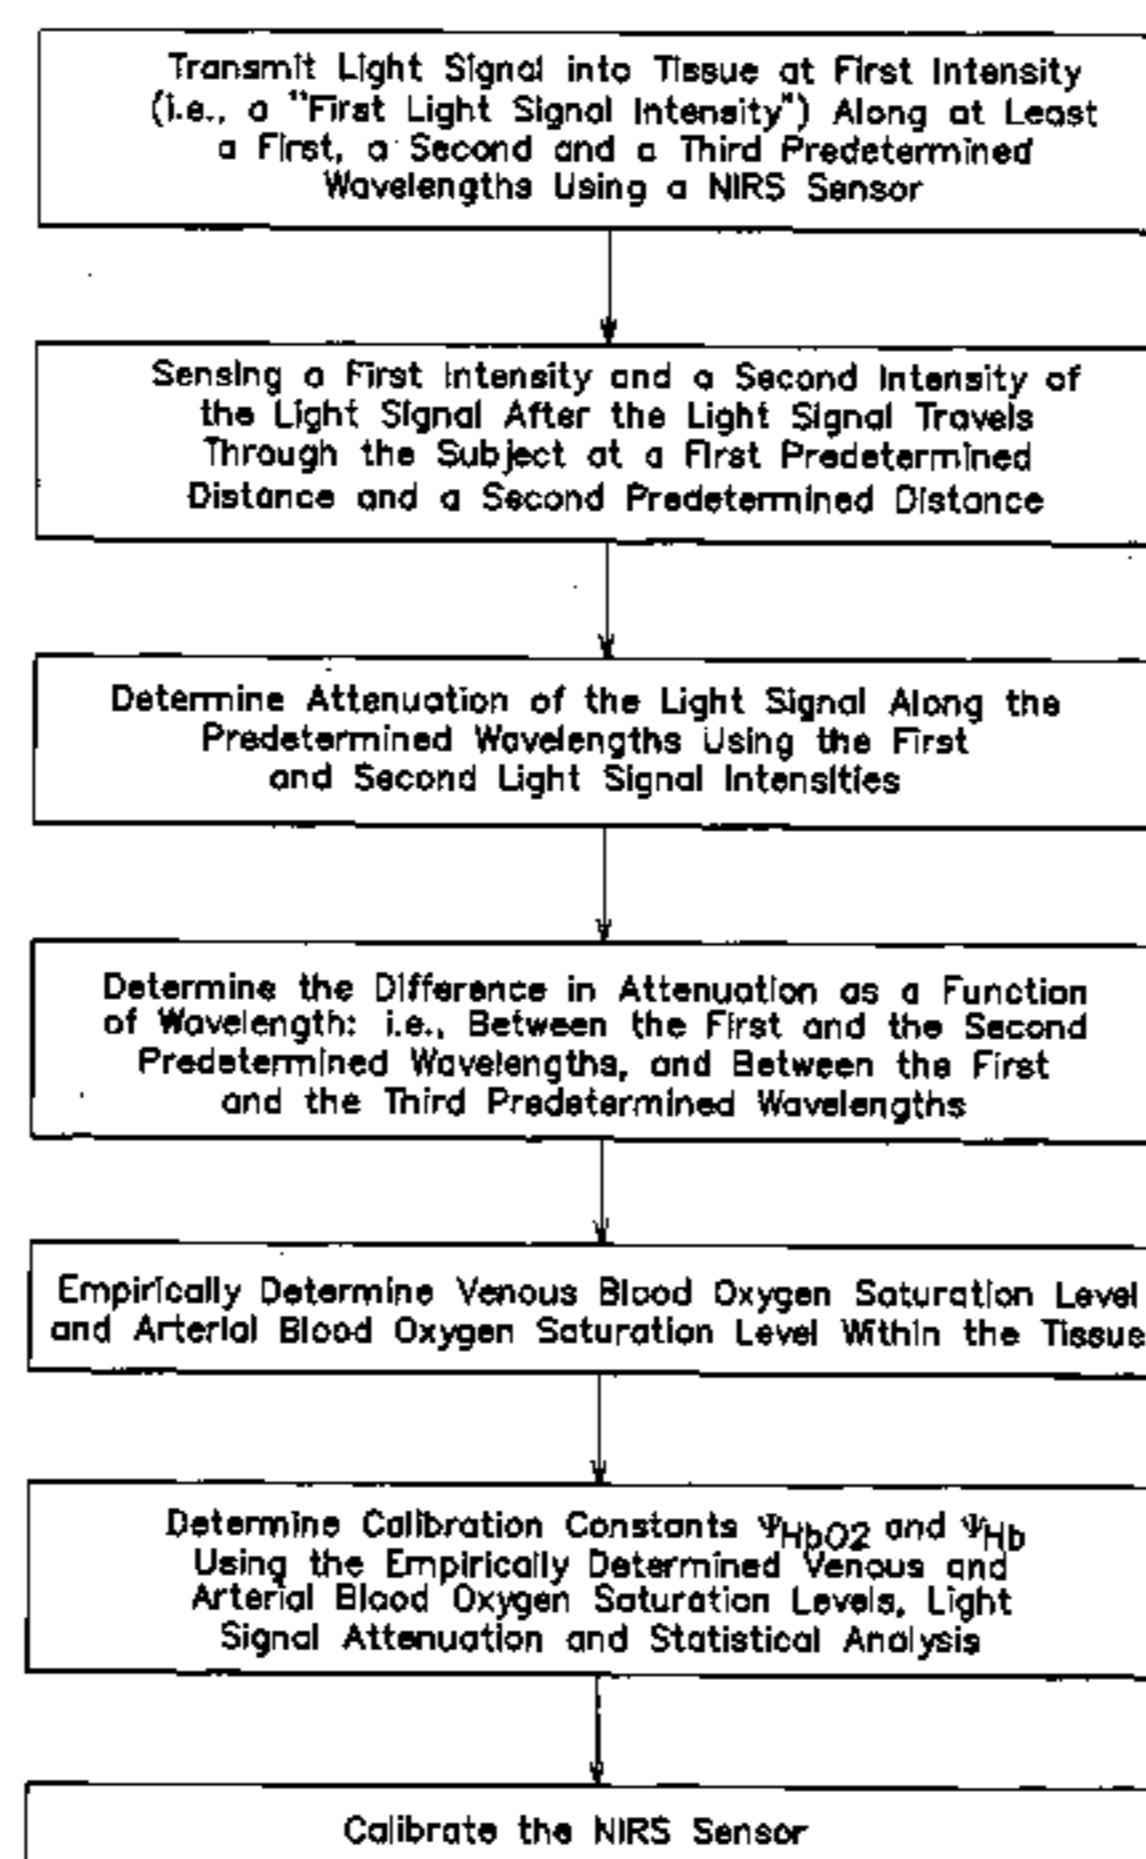 Transmit Light Signal into Tissue at First Intensity
(i.e., a "First Light Signal Intensity") Along at Least
a First, a Second and a Third Predetermined
Wavelengths Using a NIRS Sensor
Sensing a First Intensity and a Second Intensity of
the Light Signal After the Light Signal Travels
Through the Subject at a First Predetermined
Distance and a Second Predetermined Distance
Determine Attenuation of the Light Signal Along the
Predetermined Wavelengths Using the First
and Second Light Signal Intensities
Determine the Difference in Attenuation as a Function
of Wavelength: i.e., Between the First and the Second
Predetermined Wavelengths, and Between the First
and the Third Predetermined Wavelengths
Empirically Determine Venous Blood Oxygen Saturation Level
and Arterial Blood Oxygen Saturation Level Within the Tissue
Determine Calibration Constants ΨHbO2 and ΨHb
Using the Empirically Determined Venous and
Arterial Blood Oxygen Saturation Levels, Light
Signal Attenuation and Statistical Analysis
Calibrate the NIRS Sensor